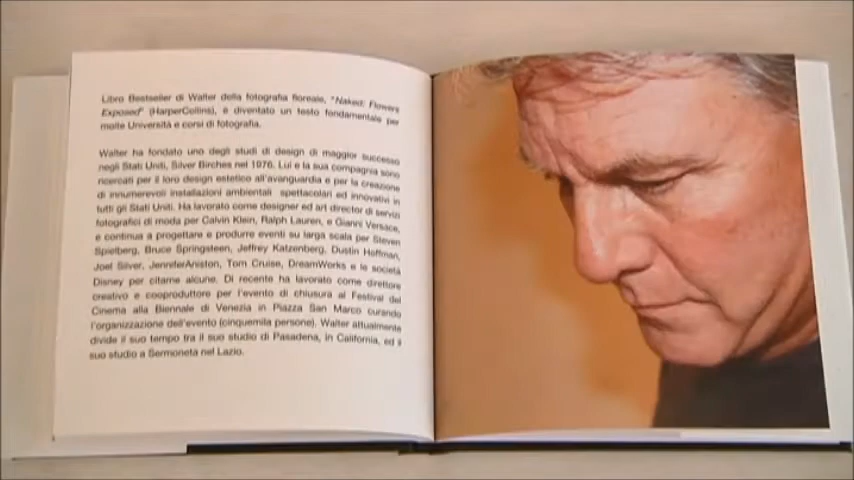 Libro Bestseller di Walter della fotografia floreale, "Naked: Flowers
Exposed" (HarperCollins), è diventato un testo fondamentale per
molte Università e corsi di fotografia.
Walter ha fondato uno degli studi di design di maggior successo
negli Stati Uniti, Silver Birches nel 1976. Lui e la sua compagnia sono
ricercati per il loro design estetico all'avanguardia e per la creazione
di innumerevoli installazioni ambientali spettacolari ed innovativi in
tutti gli Stati Uniti. Ha lavorato come designer ed art director di servizi
fotografici di moda per Calvin Klein, Ralph Lauren, e Gianni Versace,
e continua a progettare e produrre eventi su larga scala per Steven
Spielberg, Bruce Springsteen, Jeffrey Katzenberg, Dustin Hoffman,
Joel Silver, JenniferAniston, Tom Cruise, DreamWorks e le società
Disney per citarne alcune. Di recente ha lavorato come direttore
creativo e cooproduttore per l'evento di chiusura al Festival del
Cinema alla Biennale di Venezia in Piazza San Marco curando
l'organizzazione dell'evento (cinquemila persone). Walter attualmente
divide il suo tempo tra il suo studio di Pasadena, in California, ed il
suo studio a Sermoneta nel Lazio.